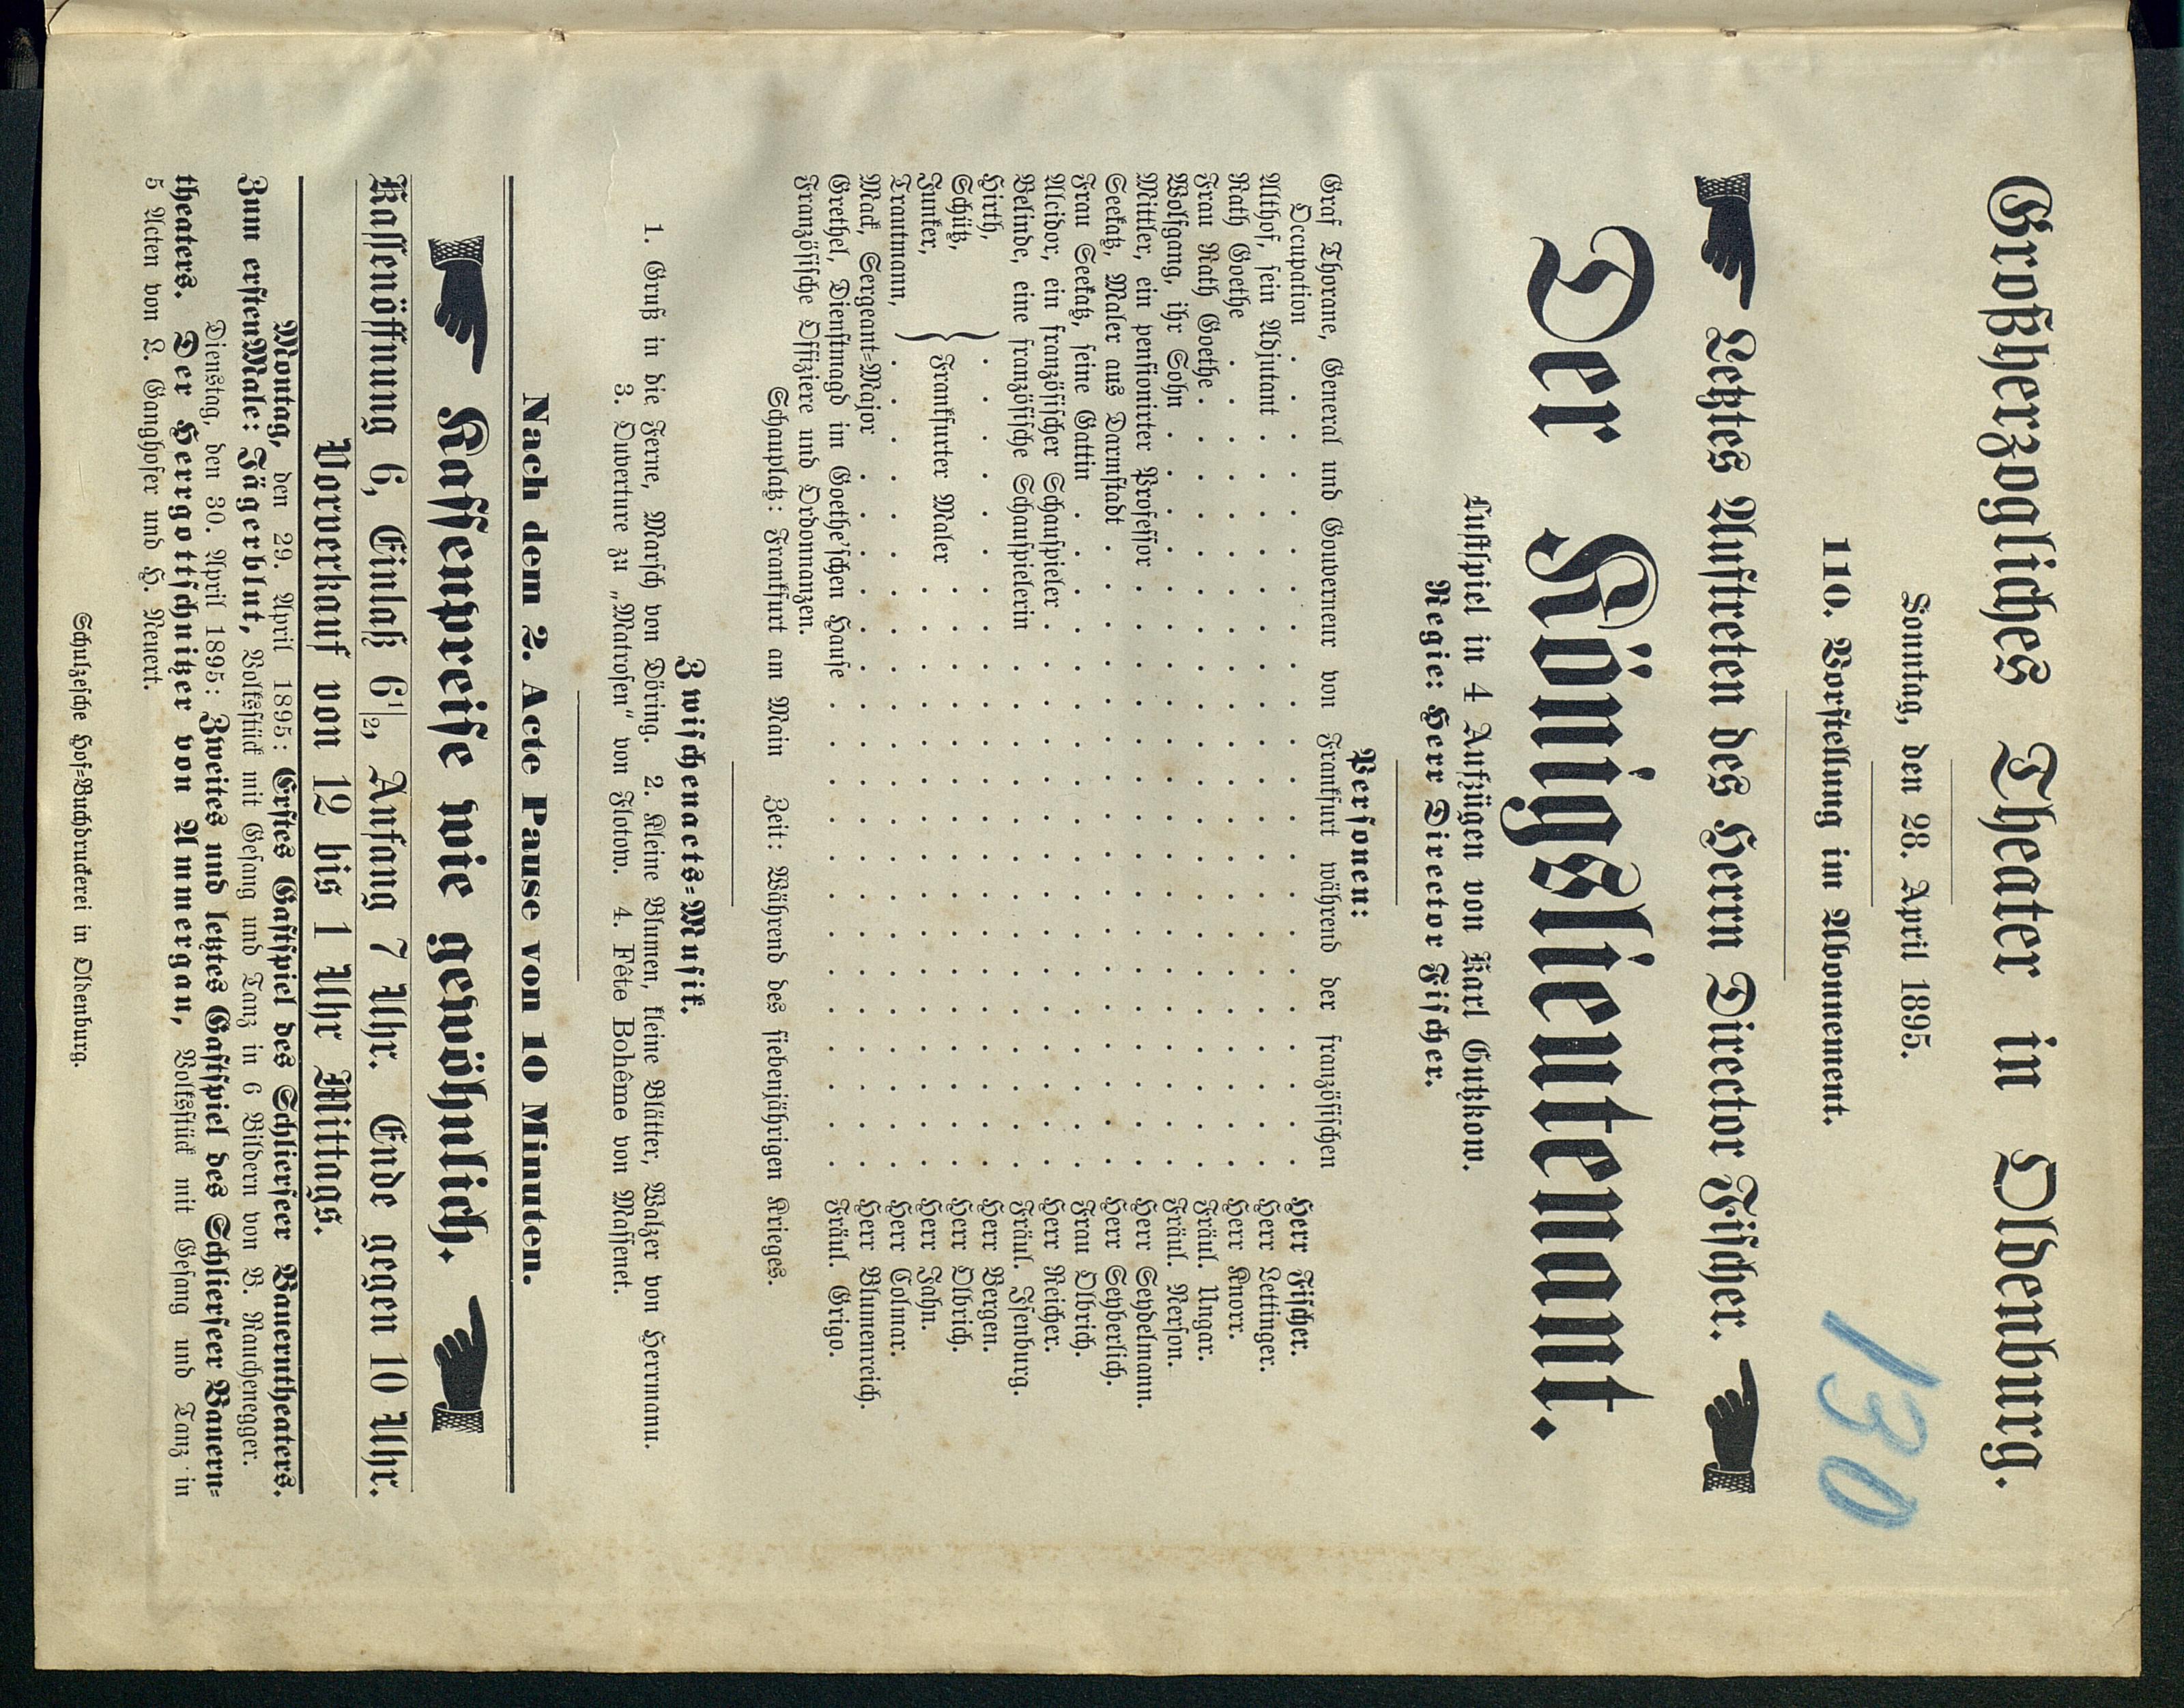 Großherzogliches Theater in Oldenburg.
Sonntag, den 28. April 1895.
110. Vorstellung im Abonnement.
130
Letztes Auftreten des Herrn Director Fischer.
Der Königslieutenant.
Lustspiel in 4 Aufzügen von Karl Gutzkow.
Regie: Herr Director Fischer.
Personen:
Graf Thorane, General und Gouverneur von Frankfurt während der französischen
Occupation . . . . . Herr Fischer.
Althof, sein Adjutant . . . . . Herr Lettinger.
Rath Goethe . . . . . Herr Knorr.
Frau Rath Goethe . . . . . Fräul. Ungar.
Wolfgang, ihr Sohn . . . . . Fräul. Nerson.
Mittler, ein pensionirter Professor . . . . . Herr Seydelmann.
Seekatz, Maler aus Darmstadt . . . . . Herr Seyberlich.
Frau Seekatz, seine Gattin . . . . . Frau Olbrich.
Alcidor, ein französischer Schauspieler . . . . . Herr Reicher.
Belinde, eine französische Schauspielerin . . . . . Fräul. Isenburg.
Hirth, . . . . . Herr Bergen.
Schütz, . . . . . Herr Olbrich.
Junker, } Frankfurter Maler . . . . . Herr Jahn.
Trautmann, . . . . . Herr Colmar.
Mack, Sergeant-Major . . . . . Herr Blumenreich.
Grethel, Dienstmagd im Goethe'schen Hause . . . . . Fräul. Grigo.
Französische Offiziere und Ordonnanzen.
Schauplatz: Frankfurt am Main Zeit: Während des siebenjährigen Krieges.
Zwischenacts-Musik.
1. Gruß in die Ferne, Marsch von Döring. 2. Kleine Blumen, kleine Blätter, Walzer von Herrmann.
3. Ouverture zu „Matrosen" von Flotow. 4. Fête Bohême von Massenet.
Nach dem 2. Acte Pause von 10 Minuten.
Kassenpreise wie gewöhnlich.
Kassenöffnung 6, Einlaß 6 1/2, Anfang 7 Uhr. Ende gegen 10 Uhr.
Vorverkauf von 12 bis 1 Uhr Mittags.
Montag, den 29. April 1895: Erstes Gastspiel des Schlierseer Bauerntheaters.
Zum ersten Male: Jägerblut, Volksstück mit Gesang und Tanz in 6 Bildern von B. Rauchenegger.
Dienstag, den 30. April 1895: Zweites und letztes Gastspiel des Schlierser Bauern-
theaters. Der Herrgottschnitzer von Ammergau, Volksstück mit Gesang und Tanz in
5 Acten von L. Ganghofer und H. Neuert.
Schulzesche Hof-Buchdruckerei in Oldenburg.